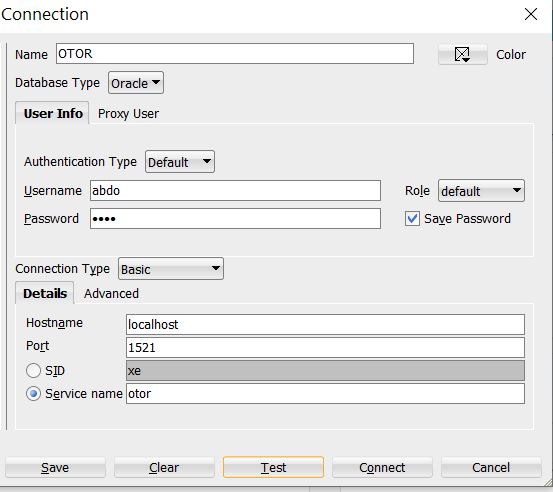 Connection
Name OTOR Color
Database Type Oracle
User Info Proxy User
Authentication Type Default
Username abdo Role default
Password •••• Save Password
Connection Type Basic
Details Advanced
Hostname localhost
Port 1521
SID xe
Service name otor
Save Clear Test Connect Cancel